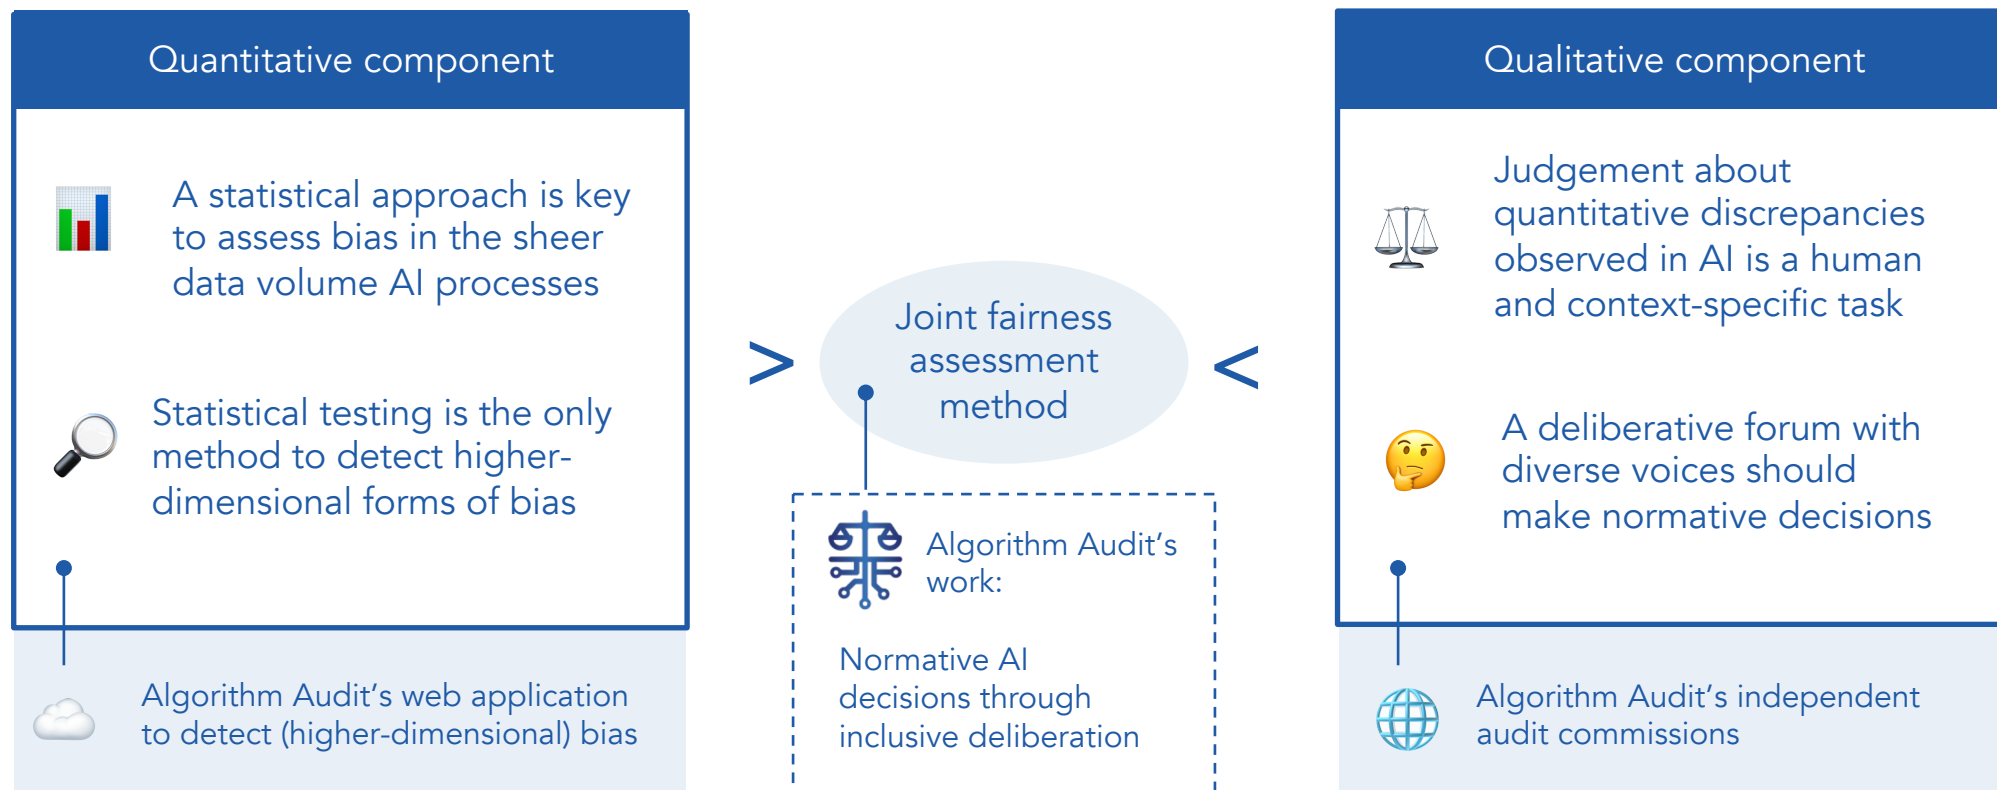 Quantitative component
A statistical approach is key
to assess bias in the sheer
data volume AI processes
Statistical testing is the only
method to detect higher-
dimensional forms of bias
Algorithm Audit's web application
to detect (higher-dimensional) bias
>
Joint fairness
assessment
method
<
Algorithm Audit's
work:
Normative AI
decisions through
inclusive deliberation
Qualitative component
Judgement about
quantitative discrepancies
observed in AI is a human
and context-specific task
A deliberative forum with
diverse voices should
make normative decisions
Algorithm Audit's independent
audit commissions